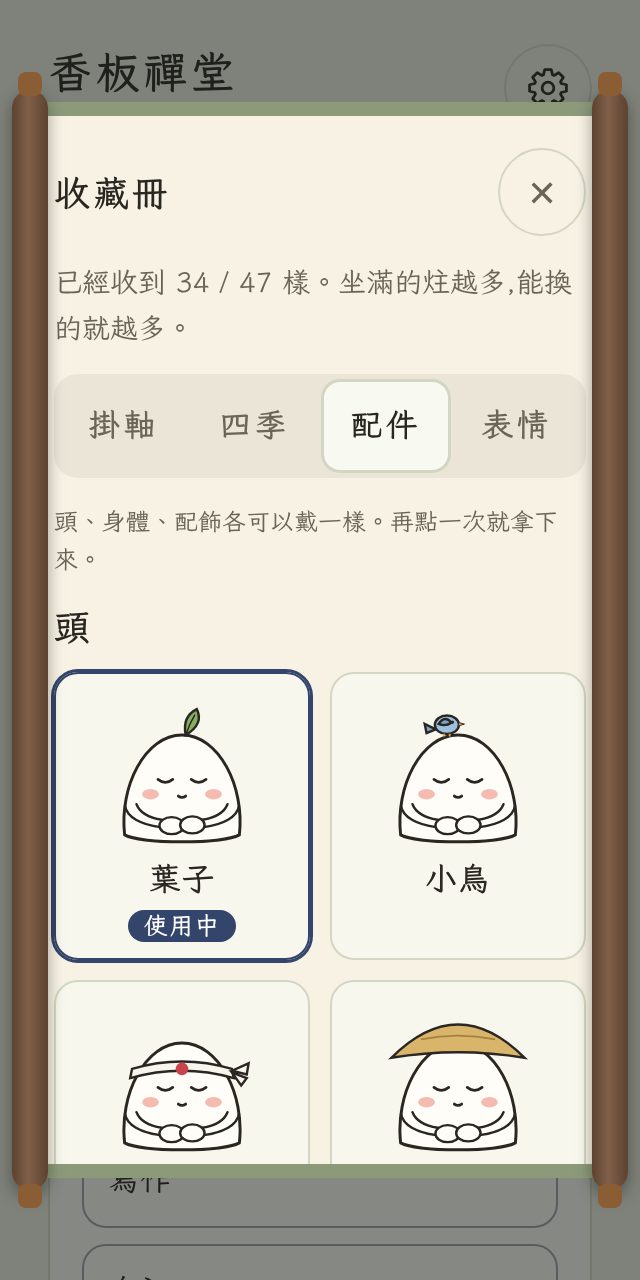 香板禪堂
收藏冊
已經收到 34 / 47 樣。坐滿的炷越多,能換
的就越多。
掛軸 四季 配件 表情
頭、身體、配飾各可以戴一樣。再點一次就拿下
來。
頭
葉子 小鳥
使用中
寫作